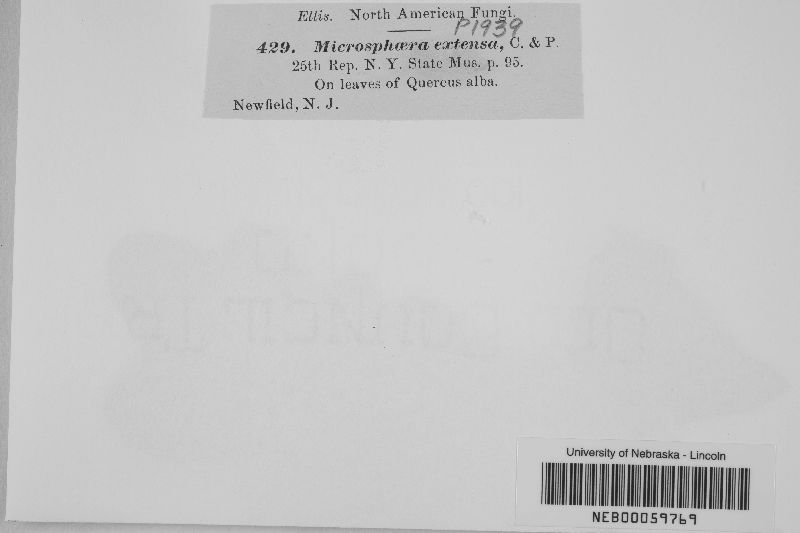 Ellis. North American Fungi.
P1939
429. Microsphæra extensa, C. & P.
25th Rep. N. Y. State Mus. p. 95.
On leaves of Quercus alba.
Newfield, N. J.
University of Nebraska - Lincoln
NEB00059769